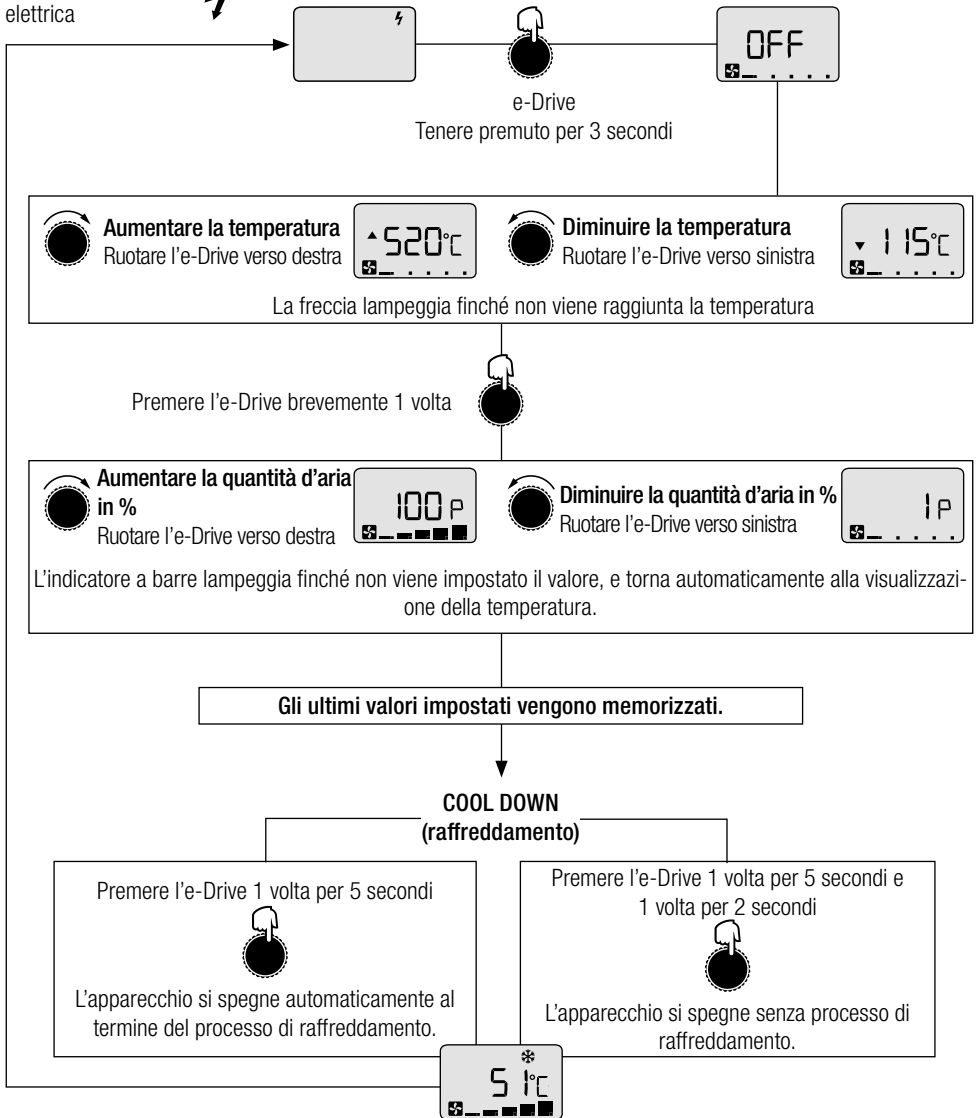 elettrica
OFF
e-Drive
Tenere premuto per 3 secondi
Aumentare la temperatura
Ruotare l'e-Drive verso destra
520°C
Diminuire la temperatura
Ruotare l'e-Drive verso sinistra
115°C
La freccia lampeggia finché non viene raggiunta la temperatura
Premere l'e-Drive brevemente 1 volta
Aumentare la quantità d'aria
in %
Ruotare l'e-Drive verso destra
100 P
Diminuire la quantità d'aria in %
Ruotare l'e-Drive verso sinistra
1 P
L'indicatore a barre lampeggia finché non viene impostato il valore, e torna automaticamente alla visualizzazi-
one della temperatura.
Gli ultimi valori impostati vengono memorizzati.
COOL DOWN
(raffreddamento)
Premere l'e-Drive 1 volta per 5 secondi
L'apparecchio si spegne automaticamente al
termine del processo di raffreddamento.
Premere l'e-Drive 1 volta per 5 secondi e
1 volta per 2 secondi
L'apparecchio si spegne senza processo di
raffreddamento.
51°C